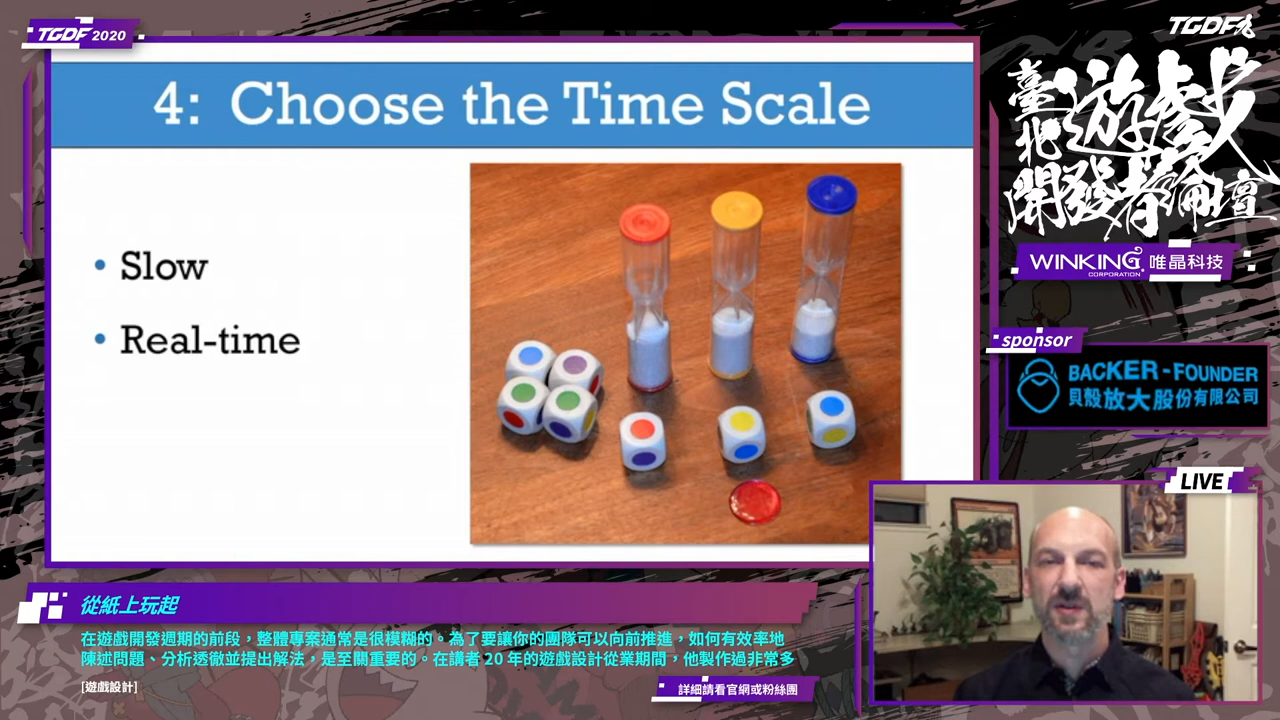 TGDF 2020
4: Choose the Time Scale
• Slow
• Real-time
TGDF
臺北遊戲開發者論壇
WINKING CORPORATION 唯晶科技
sponsor
BACKER-FOUNDER
貝殼放大股份有限公司
LIVE
從紙上玩起
在遊戲開發週期的前段，整體專案通常是很模糊的。為了要讓你的團隊可以向前推進，如何有效率地
陳述問題、分析透徹並提出解法，是至關重要的。在講者 20 年的遊戲設計從業期間，他製作過非常多
[遊戲設計]
詳細請看官網或粉絲團